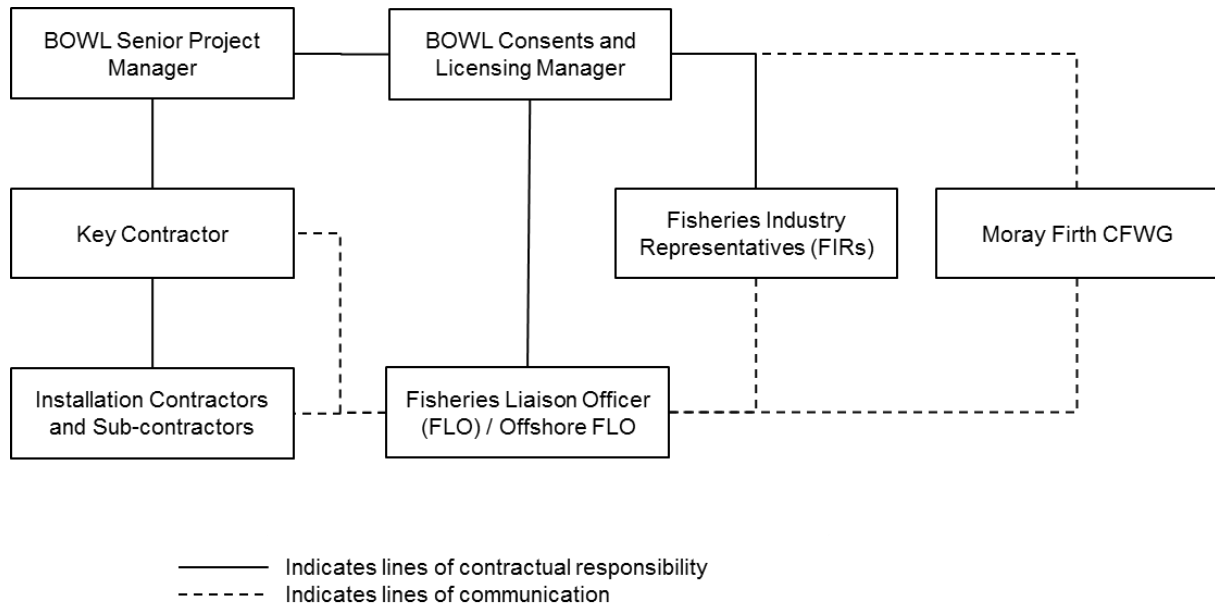 BOWL Senior Project
Manager
BOWL Consents and
Licensing Manager
Key Contractor
Fisheries Industry
Representatives (FIRs)
Moray Firth CFWG
Installation Contractors
and Sub-contractors
Fisheries Liaison Officer
(FLO) / Offshore FLO
Indicates lines of contractual responsibility
Indicates lines of communication